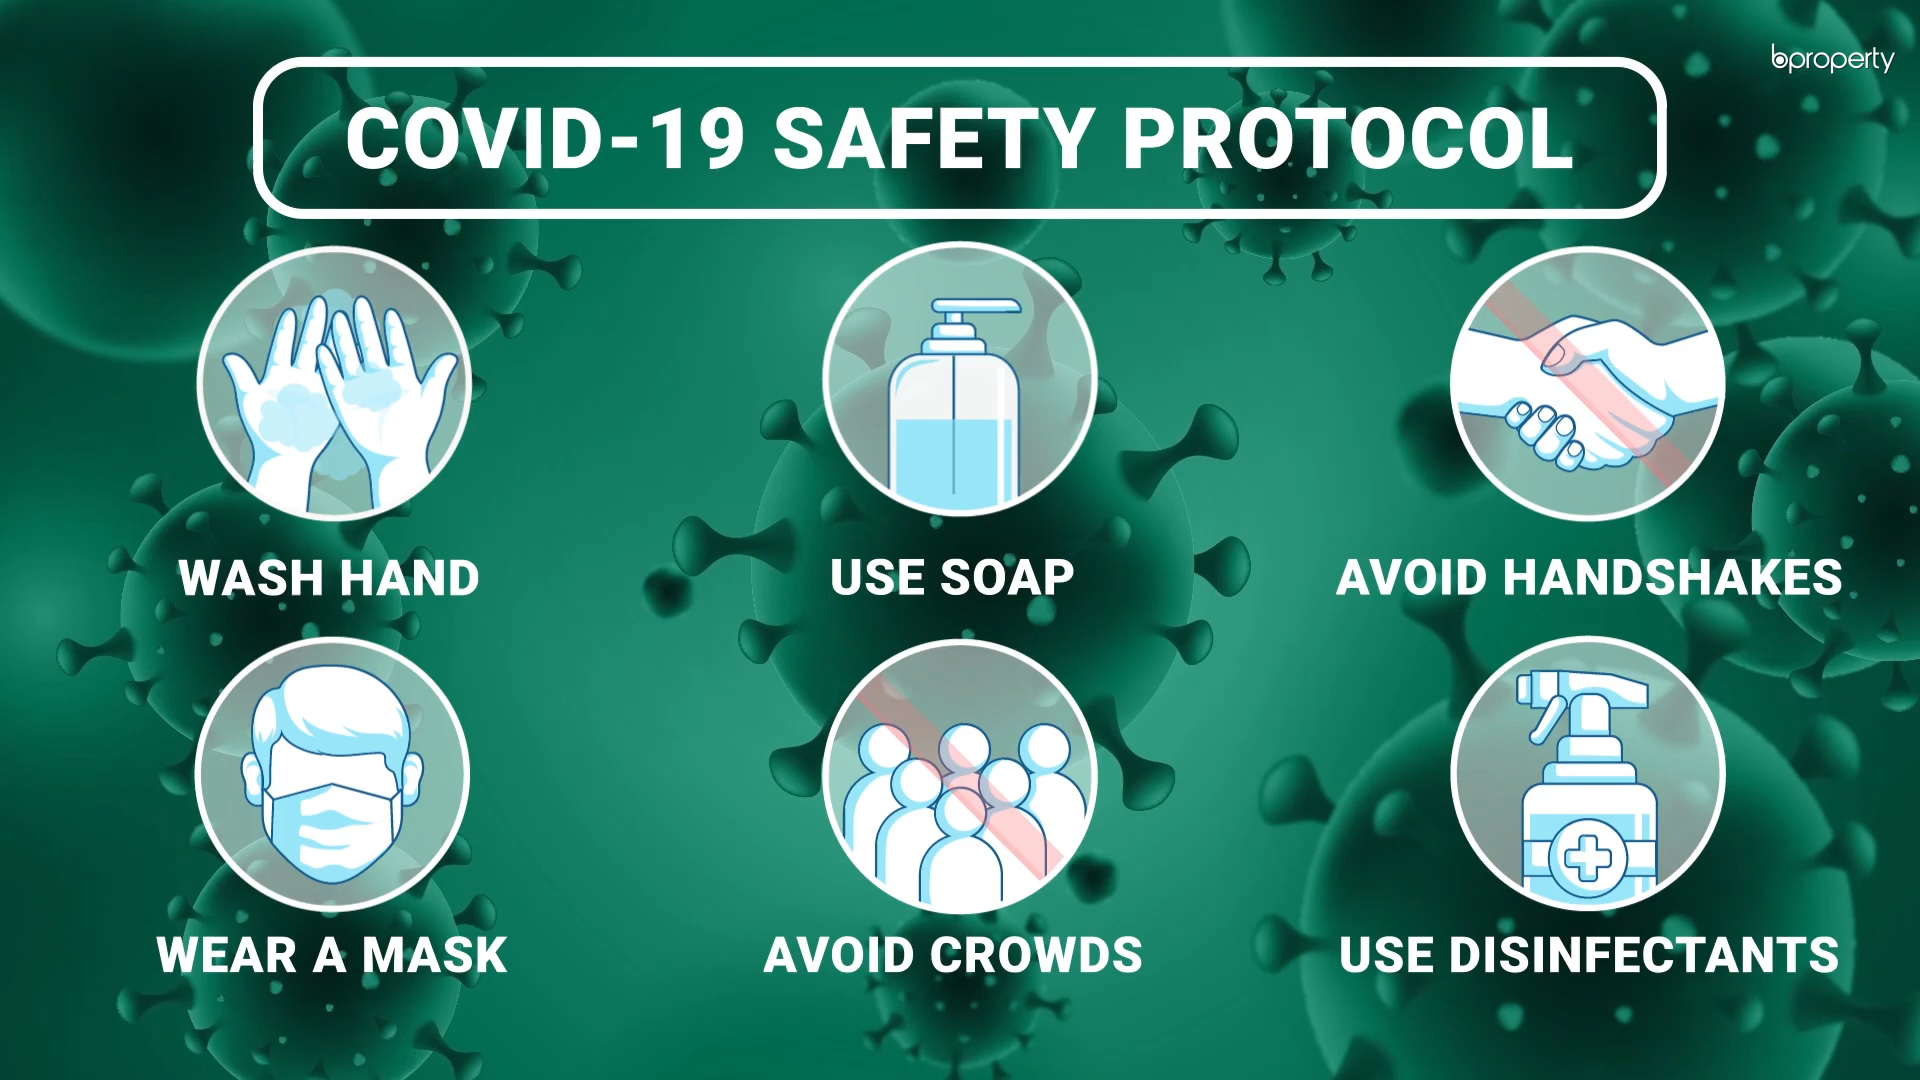 bproperty
COVID-19 SAFETY PROTOCOL
WASH HAND
USE SOAP
AVOID HANDSHAKES
WEAR A MASK
AVOID CROWDS
USE DISINFECTANTS